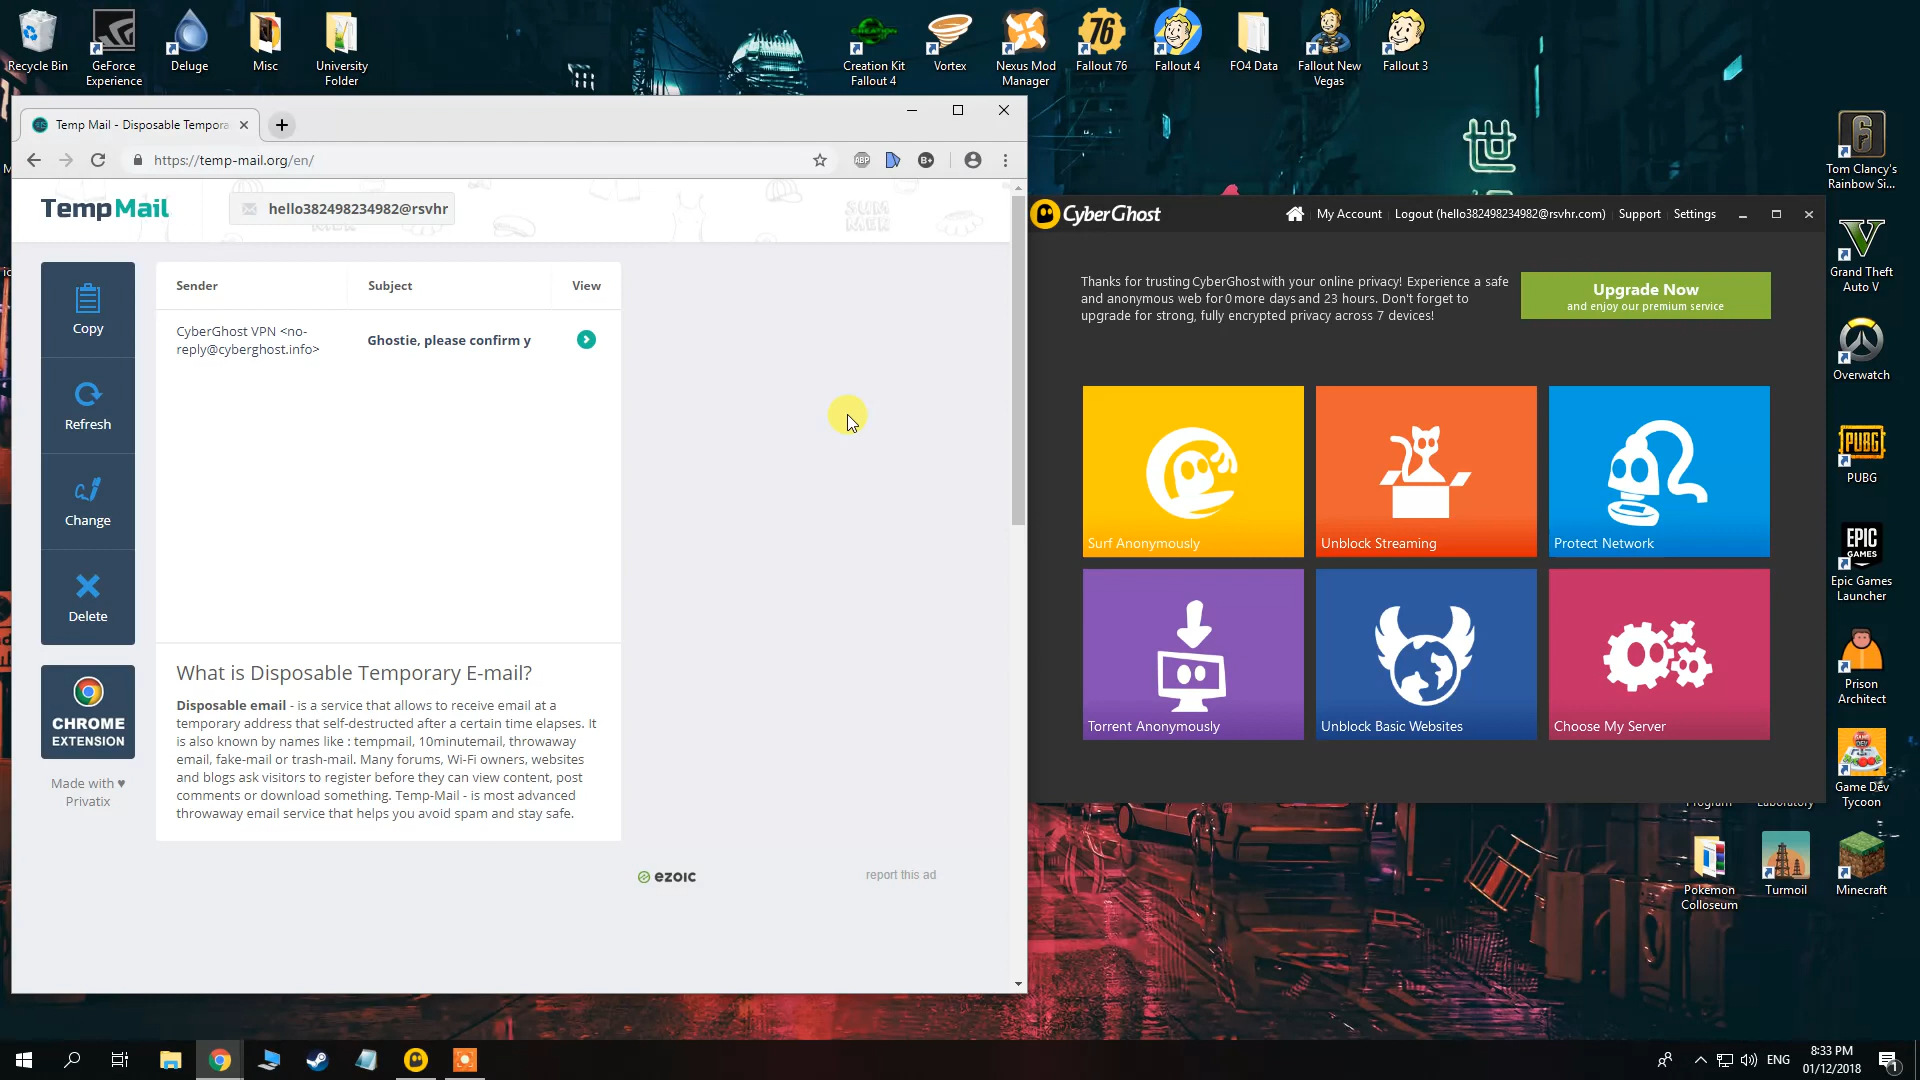 Recycle Bin
GeForce
Experience
Deluge
Misc
University
Folder
Creation Kit
Fallout 4
Vortex
Nexus Mod
Manager
76
Fallout 76
Fallout 4
FO4 Data
Fallout New
Vegas
Fallout 3
Temp Mail - Disposable Tempora
https://temp-mail.org/en/
ABP
B+
TempMail
hello382498234982@rsvhr
SUM
MER
Copy
Refresh
Change
Delete
CHROME
EXTENSION
Made with ♥
Privatix
Sender
Subject
View
CyberGhost VPN <no-
reply@cyberghost.info>
Ghostie, please confirm y
What is Disposable Temporary E-mail?
Disposable email - is a service that allows to receive email at a
temporary address that self-destructed after a certain time elapses. It
is also known by names like : tempmail, 10minutemail, throwaway
email, fake-mail or trash-mail. Many forums, Wi-Fi owners, websites
and blogs ask visitors to register before they can view content, post
comments or download something. Temp-Mail - is most advanced
throwaway email service that helps you avoid spam and stay safe.
ezoic
report this ad
世
CyberGhost
My Account
Logout (hello382498234982@rsvhr.com)
Support
Settings
Thanks for trusting CyberGhost with your online privacy! Experience a safe
and anonymous web for 0 more days and 23 hours. Don't forget to
upgrade for strong, fully encrypted privacy across 7 devices!
Upgrade Now
and enjoy our premium service
Surf Anonymously
Unblock Streaming
Protect Network
Torrent Anonymously
Unblock Basic Websites
Choose My Server
6
Tom Clancy's
Rainbow Si...
V
Grand Theft
Auto V
Overwatch
PUBG
PUBG
EPIC
GAMES
Epic Games
Launcher
Prison
Architect
Game Dev
Tycoon
Pokemon
Colloseum
Turmoil
Minecraft
ENG
8:33 PM
01/12/2018
1